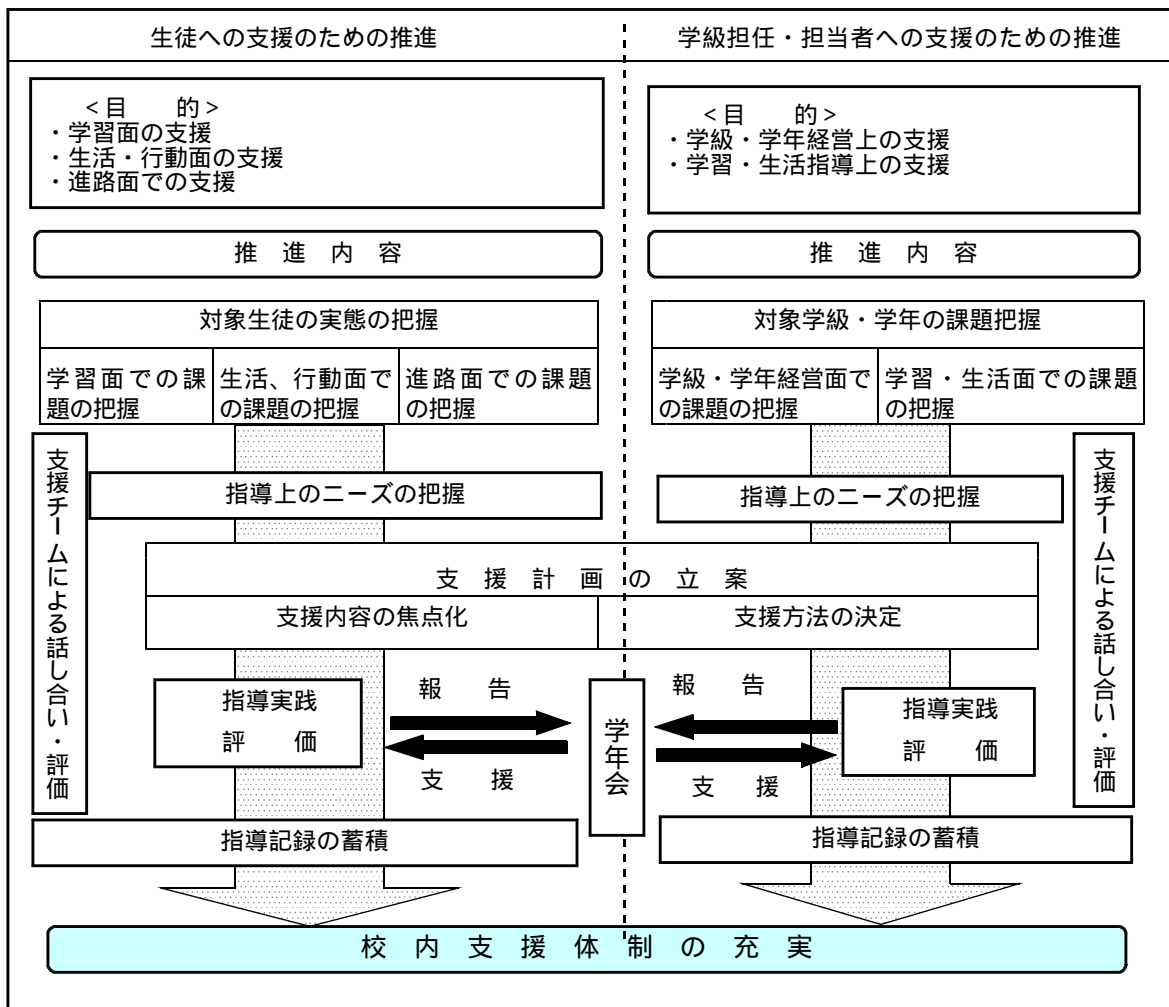 生徒への支援のための推進
学級担任・担当者への支援のための推進
<目　　的>
・学習面の支援
・生活・行動面の支援
・進路面での支援
<目　　的>
・学級・学年経営上の支援
・学習・生活指導上の支援
推　進　内　容
推　進　内　容
対象生徒の実態の把握
学習面での課
題の把握
生活、行動面で
の課題の把握
進路面での課題
の把握
対象学級・学年の課題把握
学級・学年経営面で
の課題の把握
学習・生活面での課題
の把握
支援チームによる話し合い・評価
指導上のニーズの把握
指導上のニーズの把握
支援チームによる話し合い・評価
支　援　計　画　の　立　案
支援内容の焦点化
支援方法の決定
指導実践
評　　価
報　　告
支　　援
学年会
報　　告
支　　援
指導実践
評　　価
指導記録の蓄積
指導記録の蓄積
校　内　支　援　体　制　の　充　実